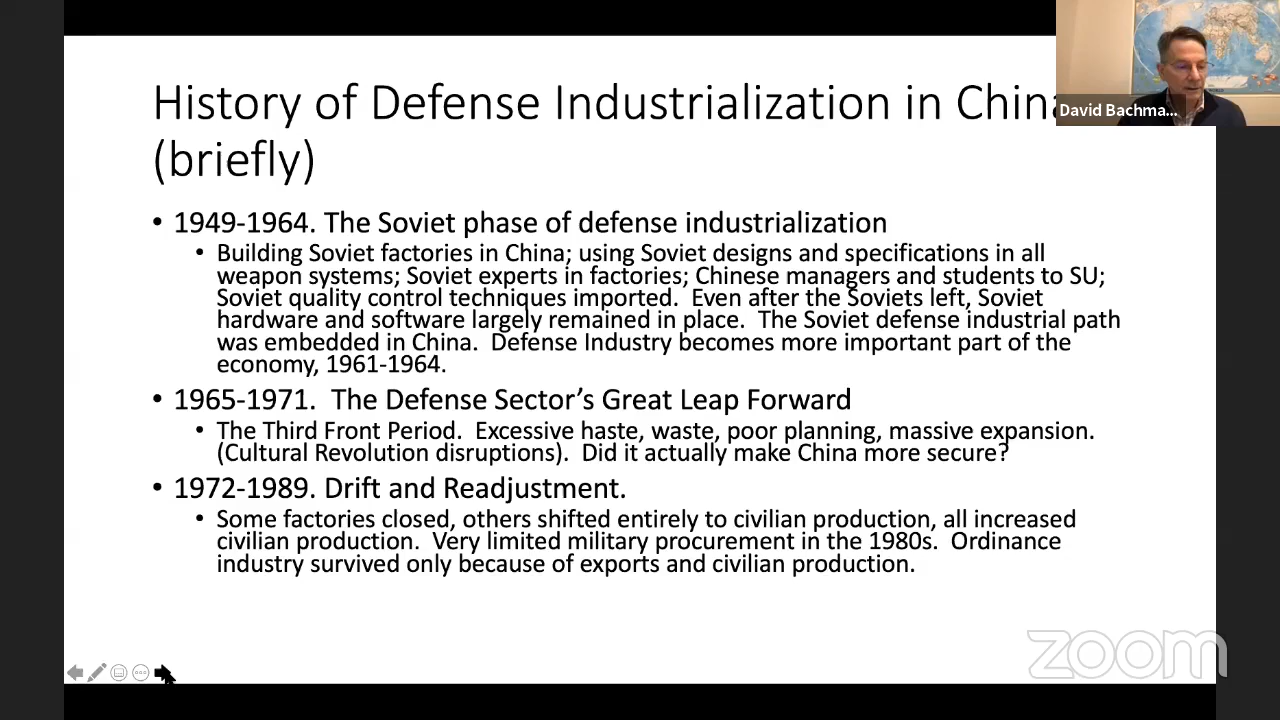 History of Defense Industrialization in China
(briefly)
David Bachma...
• 1949-1964. The Soviet phase of defense industrialization
• Building Soviet factories in China; using Soviet designs and specifications in all
weapon systems; Soviet experts in factories; Chinese managers and students to SU;
Soviet quality control techniques imported.  Even after the Soviets left, Soviet
hardware and software largely remained in place.  The Soviet defense industrial path
was embedded in China.  Defense Industry becomes more important part of the
economy, 1961-1964.
• 1965-1971.  The Defense Sector's Great Leap Forward
• The Third Front Period.  Excessive haste, waste, poor planning, massive expansion.
(Cultural Revolution disruptions).  Did it actually make China more secure?
• 1972-1989. Drift and Readjustment.
• Some factories closed, others shifted entirely to civilian production, all increased
civilian production.  Very limited military procurement in the 1980s.  Ordinance
industry survived only because of exports and civilian production.
zoom